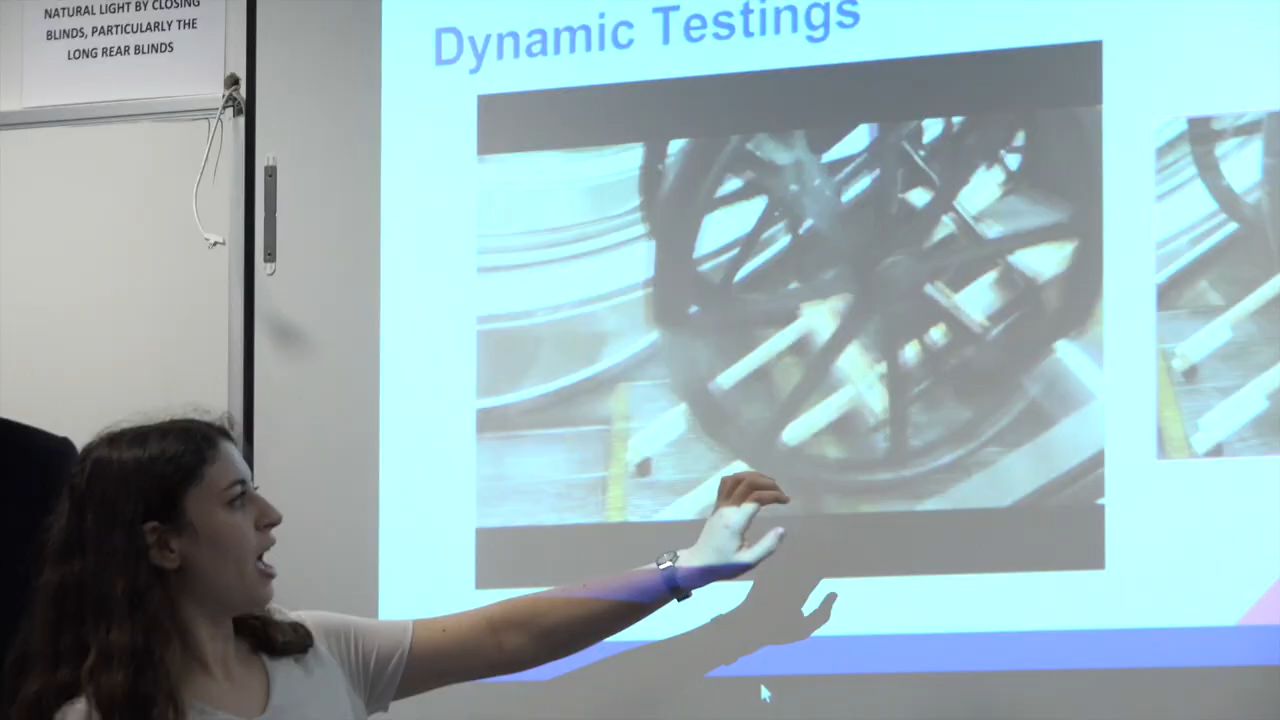 NATURAL LIGHT BY CLOSING
BLINDS, PARTICULARLY THE
LONG REAR BLINDS
Dynamic Testings